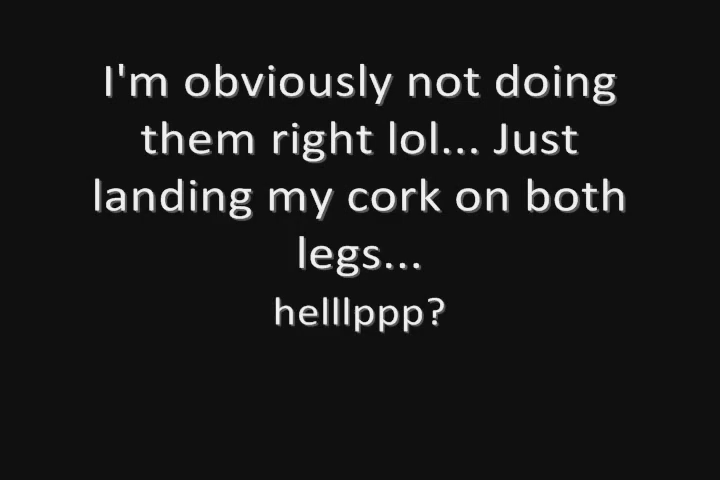 I'm obviously not doing
them right lol... Just
landing my cork on both
legs...
helllppp?